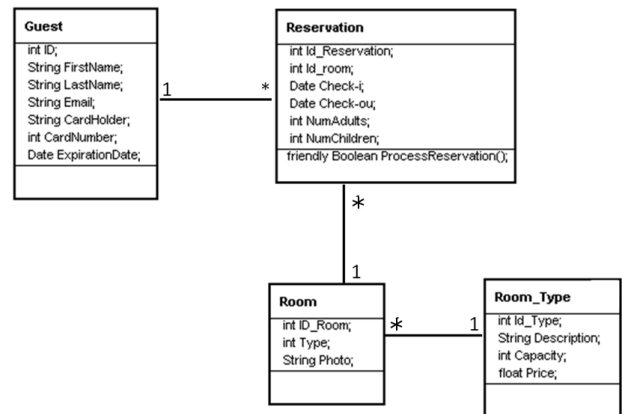 Guest
int ID;
String FirstName;
String LastName;
String Email;
String CardHolder;
int CardNumber;
Date ExpirationDate;
1
*
Reservation
int Id_Reservation;
int Id_room;
Date Check-i;
Date Check-ou;
int NumAdults;
int NumChildren;
friendly Boolean ProcessReservation();
*
1
Room
int ID_Room;
int Type;
String Photo;
*
1
Room_Type
int Id_Type;
String Description;
int Capacity;
float Price;